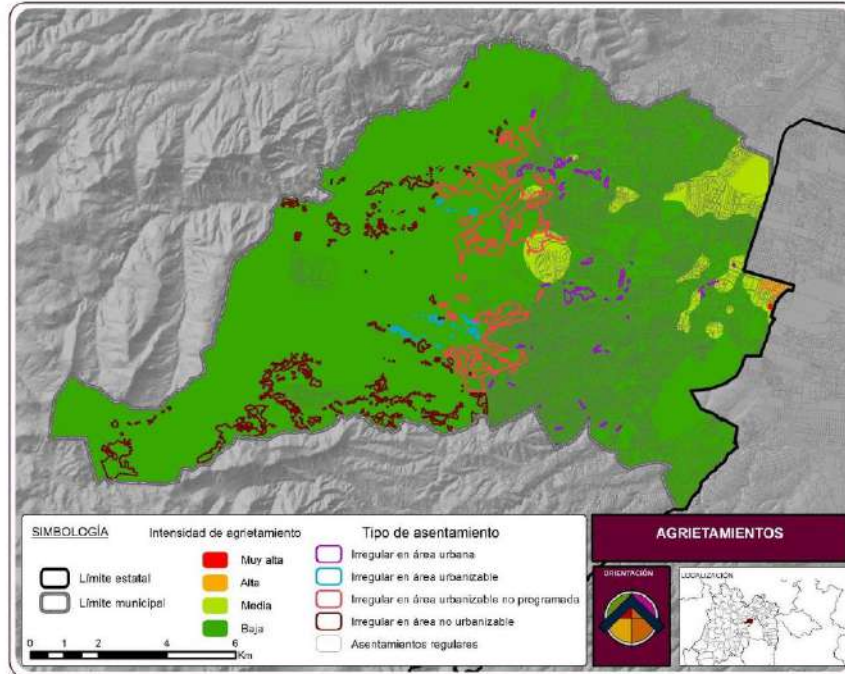 SIMBOLOGÍA
Límite estatal
Límite municipal
0 1 2 4 6
Km
Intensidad de agrietamiento
Muy alta
Alta
Media
Baja
Tipo de asentamiento
Irregular en área urbana
Irregular en área urbanizable
Irregular en área urbanizable no programada
Irregular en área no urbanizable
Asentamientos regulares
AGRIETAMIENTOS
ORIENTACIÓN
LOCALIZACIÓN